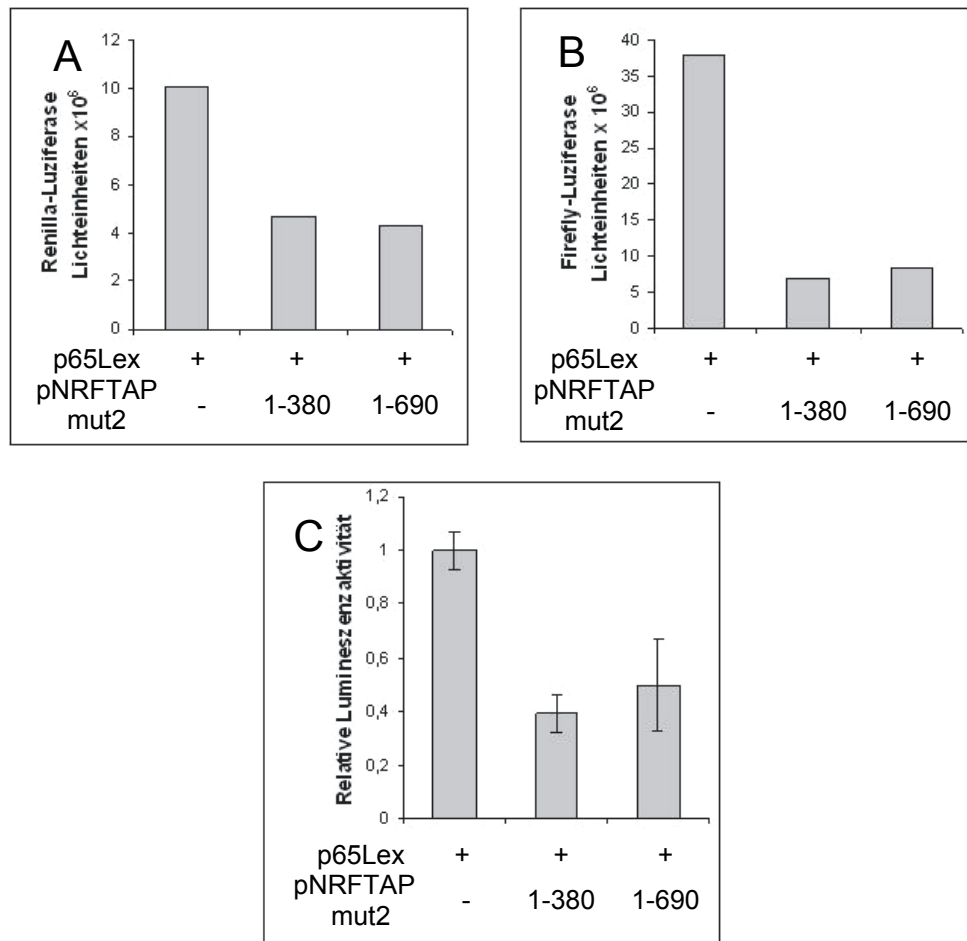 A
Renilla-Luziferase
Lichteinheiten x10⁶
12
10
8
6
4
2
0
p65Lex + + +
pNRFTAP
mut2 - 1-380 1-690
B
Firefly-Luziferase
Lichteinheiten x 10⁶
40
35
30
25
20
15
10
5
0
p65Lex + + +
pNRFTAP
mut2 - 1-380 1-690
C
Relative Lumineszenzaktivität
1,2
1
0,8
0,6
0,4
0,2
0
p65Lex + + +
pNRFTAP
mut2 - 1-380 1-690